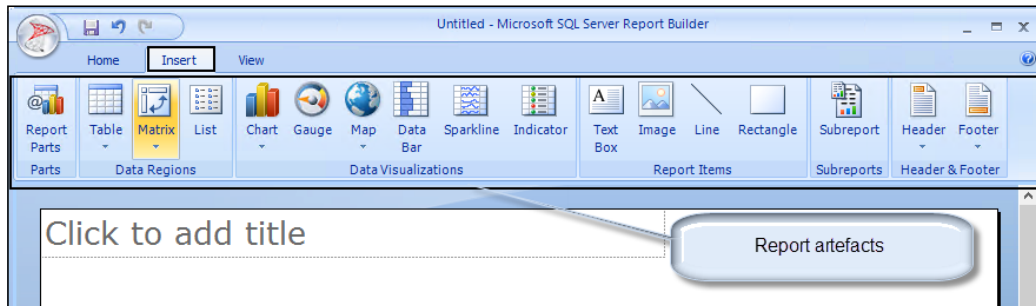 Untitled - Microsoft SQL Server Report Builder
Home Insert View
Report Parts Table Matrix List Chart Gauge Map Data Bar Sparkline Indicator Text Box Image Line Rectangle Subreport Header Footer
Parts Data Regions Data Visualizations Report Items Subreports Header & Footer
Click to add title
Report artefacts